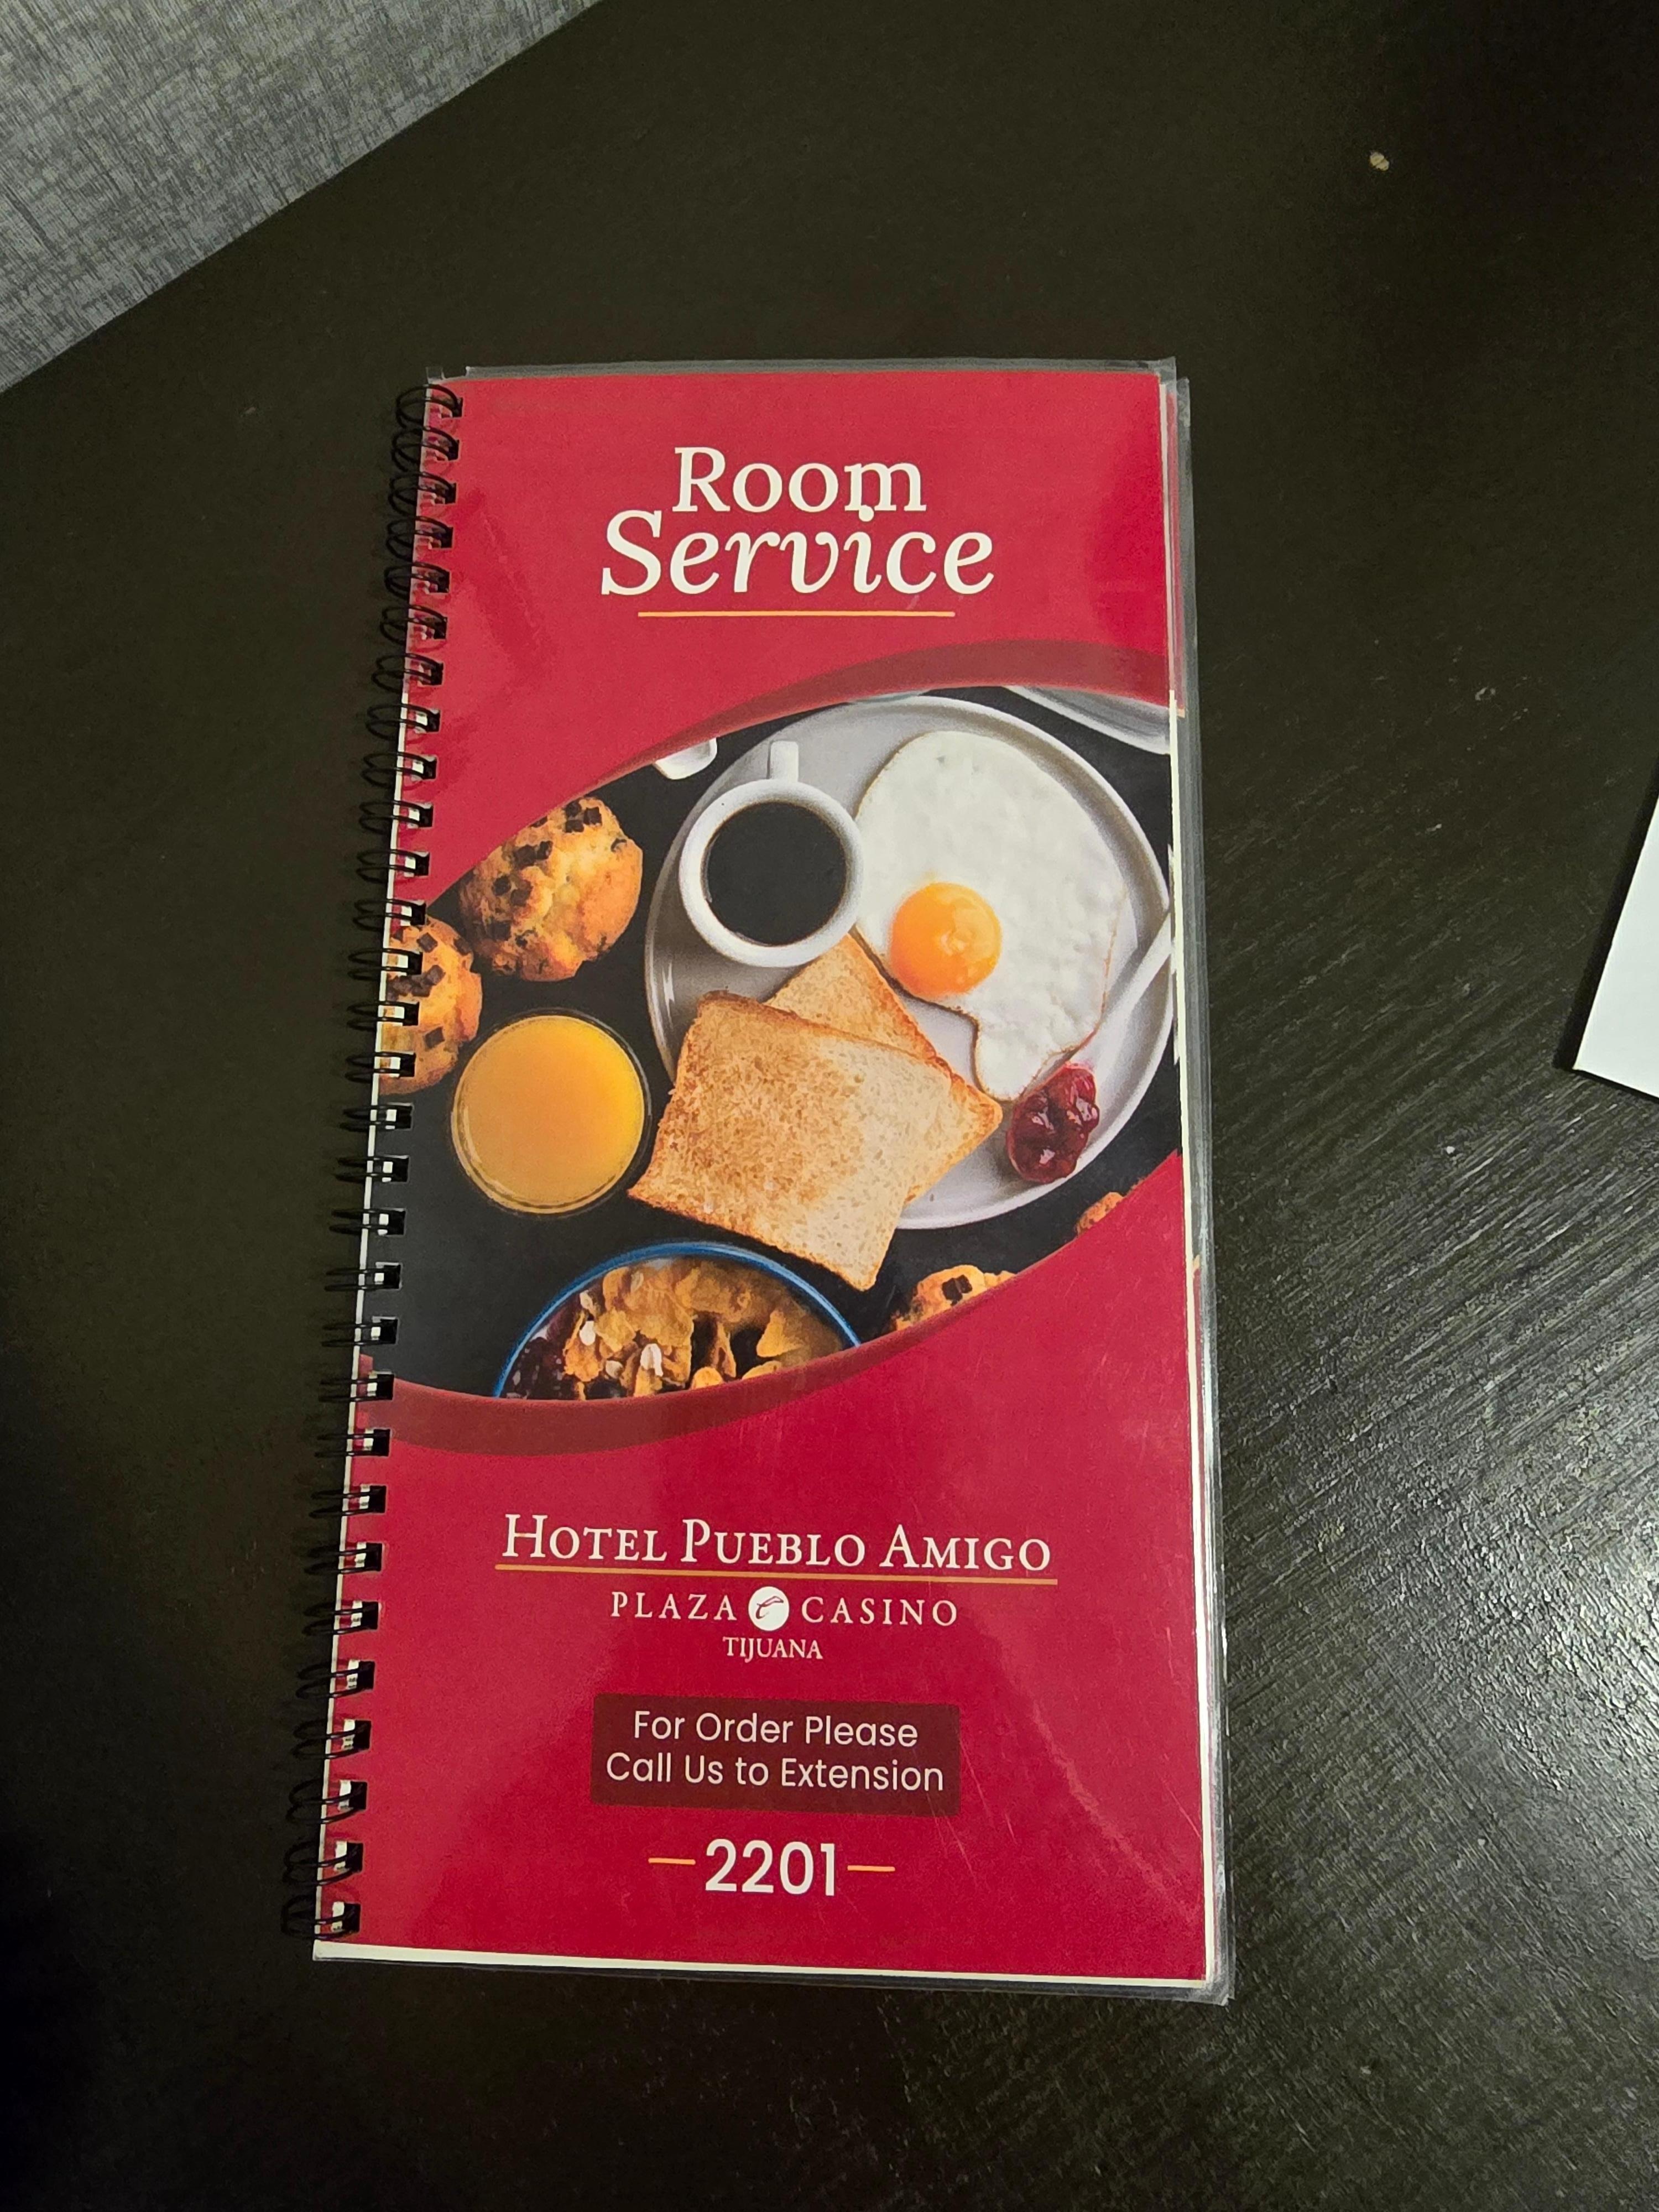 Room
Service
HOTEL PUEBLO AMIGO
PLAZA CASINO
TIJUANA
For Order Please
Call Us to Extension
2201